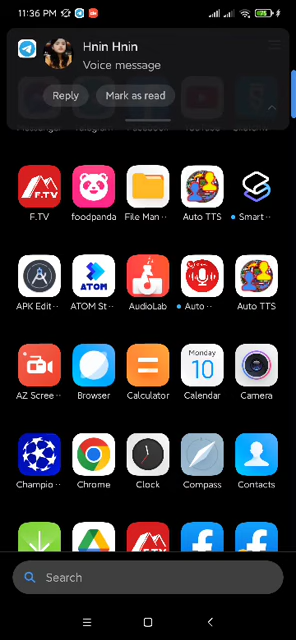 11:36 PM
Hnin Hnin
Voice message
Reply
Mark as read
F.TV
foodpanda
File Man ··
Auto TTS
Smart ··
APK Edit ··
ATOM St ··
AudioLab
Auto ··
Auto TTS
AZ Scree ··
Browser
Calculator
Monday
10
Calendar
Camera
Champio ··
Chrome
Clock
Compass
Contacts
Search